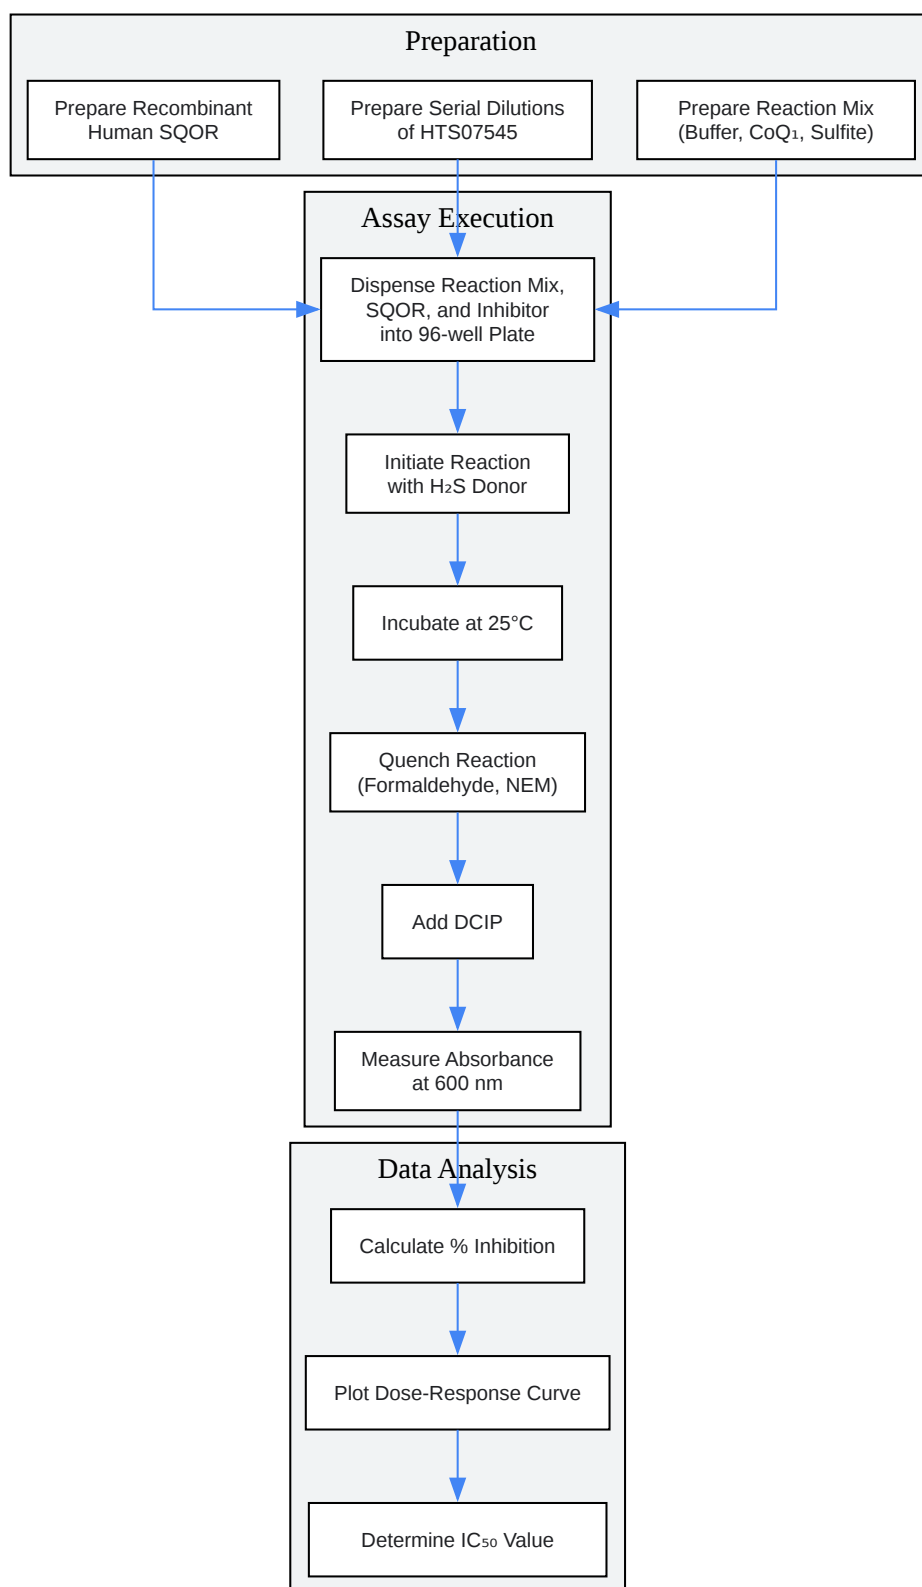 Preparation
Prepare Recombinant
Human SQOR
Prepare Serial Dilutions
of HTS07545
Prepare Reaction Mix
(Buffer, CoQ₁, Sulfite)
Assay Execution
Dispense Reaction Mix,
SQOR, and Inhibitor
into 96-well Plate
Initiate Reaction
with H₂S Donor
Incubate at 25°C
Quench Reaction
(Formaldehyde, NEM)
Add DCIP
Measure Absorbance
at 600 nm
Data Analysis
Calculate % Inhibition
Plot Dose-Response Curve
Determine IC₅₀ Value